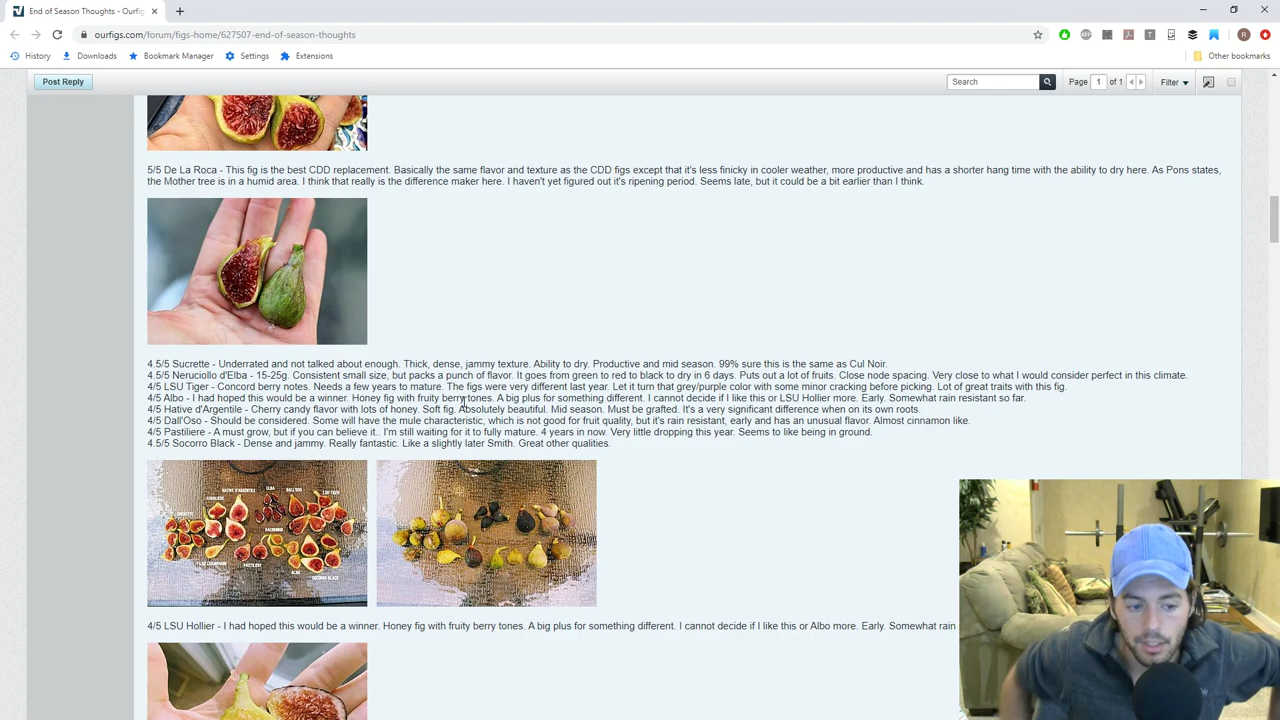 End of Season Thoughts - Ourfig
ourfigs.com/forum/figs-home/627507-end-of-season-thoughts
History Downloads Bookmark Manager Settings Extensions Other bookmarks
Post Reply Search Page 1 of 1 Filter
5/5 De La Roca - This fig is the best CDD replacement. Basically the same flavor and texture as the CDD figs except that it's less finicky in cooler weather, more productive and has a shorter hang time with the ability to dry here. As Pons states,
the Mother tree is in a humid area. I think that really is the difference maker here. I haven't yet figured out it's ripening period. Seems late, but it could be a bit earlier than I think.
4.5/5 Sucrette - Underrated and not talked about enough. Thick, dense, jammy texture. Ability to dry. Productive and mid season. 99% sure this is the same as Cul Noir.
4.5/5 Neruciollo d'Elba - 15-25g. Consistent small size, but packs a punch of flavor. It goes from green to red to black to dry in 6 days. Puts out a lot of fruits. Close node spacing. Very close to what I would consider perfect in this climate.
4/5 LSU Tiger - Concord berry notes. Needs a few years to mature. The figs were very different last year. Let it turn that grey/purple color with some minor cracking before picking. Lot of great traits with this fig.
4/5 Albo - I had hoped this would be a winner. Honey fig with fruity berry tones. A big plus for something different. I cannot decide if I like this or LSU Hollier more. Early. Somewhat rain resistant so far.
4/5 Native d'Argentile - Cherry candy flavor with lots of honey. Soft fig. Absolutely beautiful. Mid season. Must be grafted. It's a very significant difference when on its own roots.
4/5 Dall'Oso - Should be considered. Some will have the mule characteristic, which is not good for fruit quality, but it's rain resistant, early and has an unusual flavor. Almost cinnamon like.
4/5 Pastiliere - A must grow, but if you can believe it.. I'm still waiting for it to fully mature. 4 years in now. Very little dropping this year. Seems to like being in ground.
4.5/5 Socorro Black - Dense and jammy. Really fantastic. Like a slightly later Smith. Great other qualities.
NATIVE D'ARGENTILE ELBA DALL'OSO LSU TIGER
PASTILIERE ALBO SOCORRO BLACK
4/5 LSU Hollier - I had hoped this would be a winner. Honey fig with fruity berry tones. A big plus for something different. I cannot decide if I like this or Albo more. Early. Somewhat rain